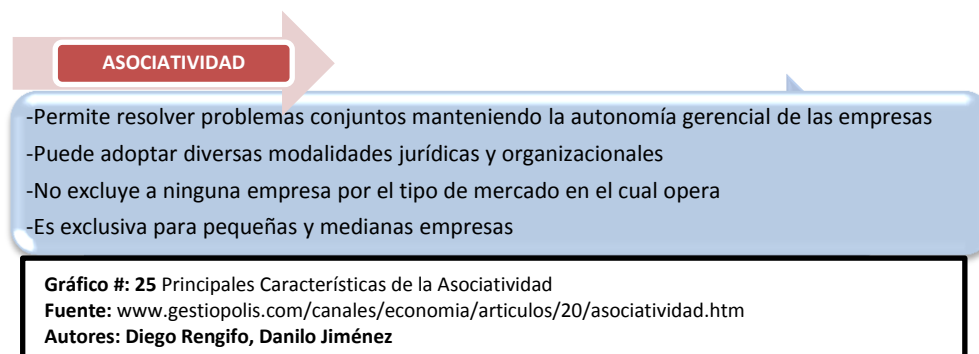 ASOCIATIVIDAD
-Permite resolver problemas conjuntos manteniendo la autonomía gerencial de las empresas
-Puede adoptar diversas modalidades jurídicas y organizacionales
-No excluye a ninguna empresa por el tipo de mercado en el cual opera
-Es exclusiva para pequeñas y medianas empresas
Gráfico #: 25 Principales Características de la Asociatividad
Fuente: www.gestiopolis.com/canales/economia/articulos/20/asociatividad.htm
Autores: Diego Rengifo, Danilo Jiménez